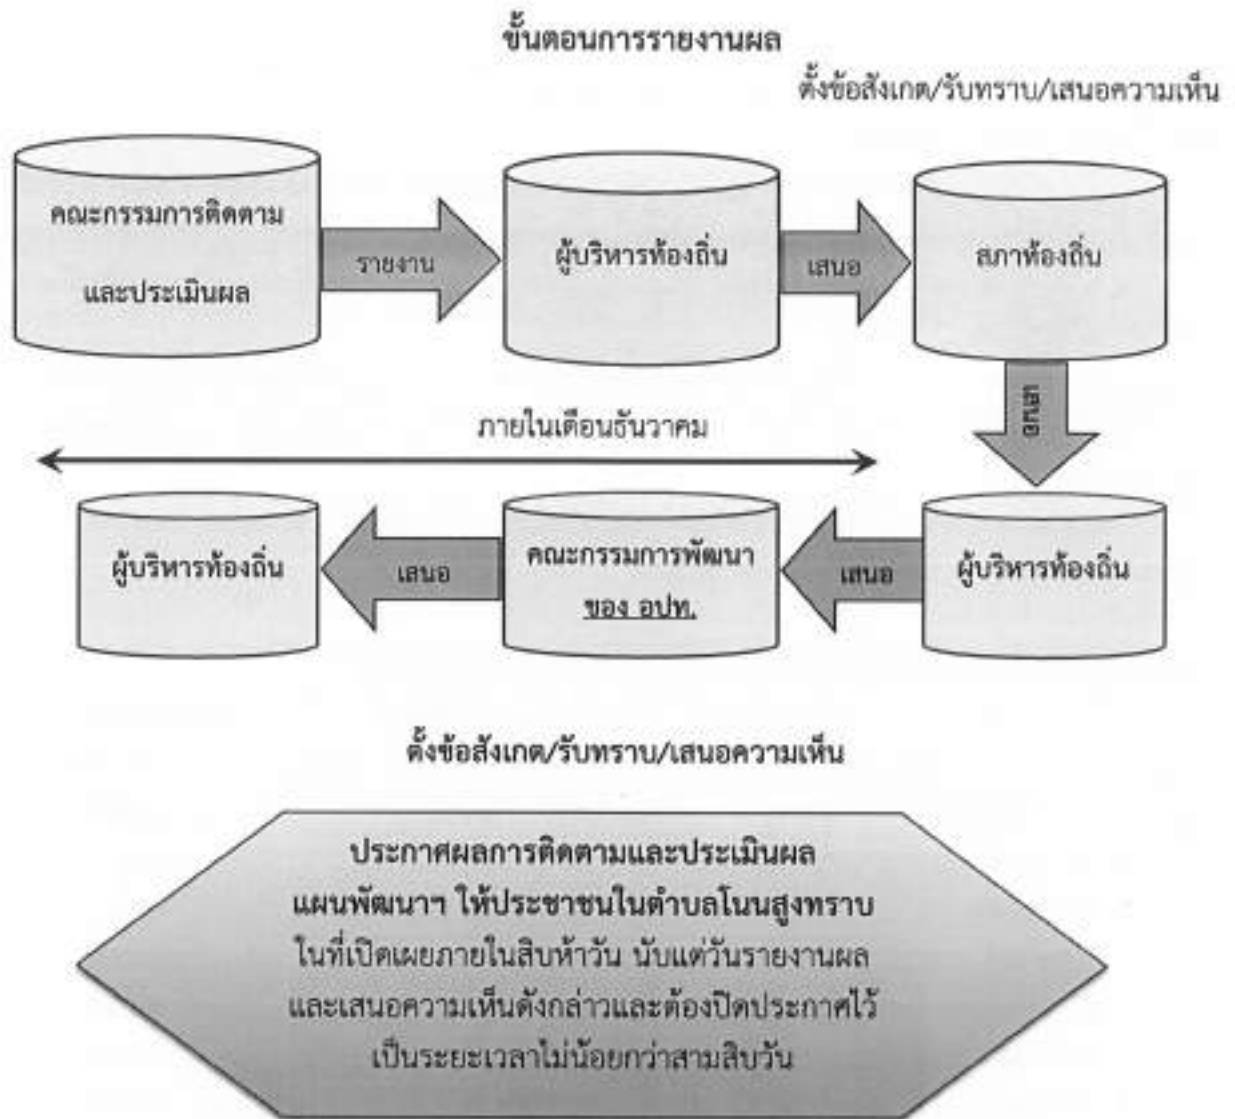 ขั้นตอนการรายงานผล
ตั้งข้อสังเกต/รับทราบ/เสนอความเห็น
คณะกรรมการติดตาม
และประเมินผล
รายงาน
ผู้บริหารท้องถิ่น
เสนอ
สภาท้องถิ่น
เสนอ
ภายในเดือนธันวาคม
ผู้บริหารท้องถิ่น
เสนอ
คณะกรรมการพัฒนา
ของ อปท.
เสนอ
ผู้บริหารท้องถิ่น
ตั้งข้อสังเกต/รับทราบ/เสนอความเห็น
ประกาศผลการติดตามและประเมินผล
แผนพัฒนาฯ ให้ประชาชนในตำบลโนนสูงทราบ
ในที่เปิดเผยภายในสิบห้าวัน นับแต่วันรายงานผล
และเสนอความเห็นดังกล่าวและต้องปิดประกาศไว้
เป็นระยะเวลาไม่น้อยกว่าสามสิบวัน